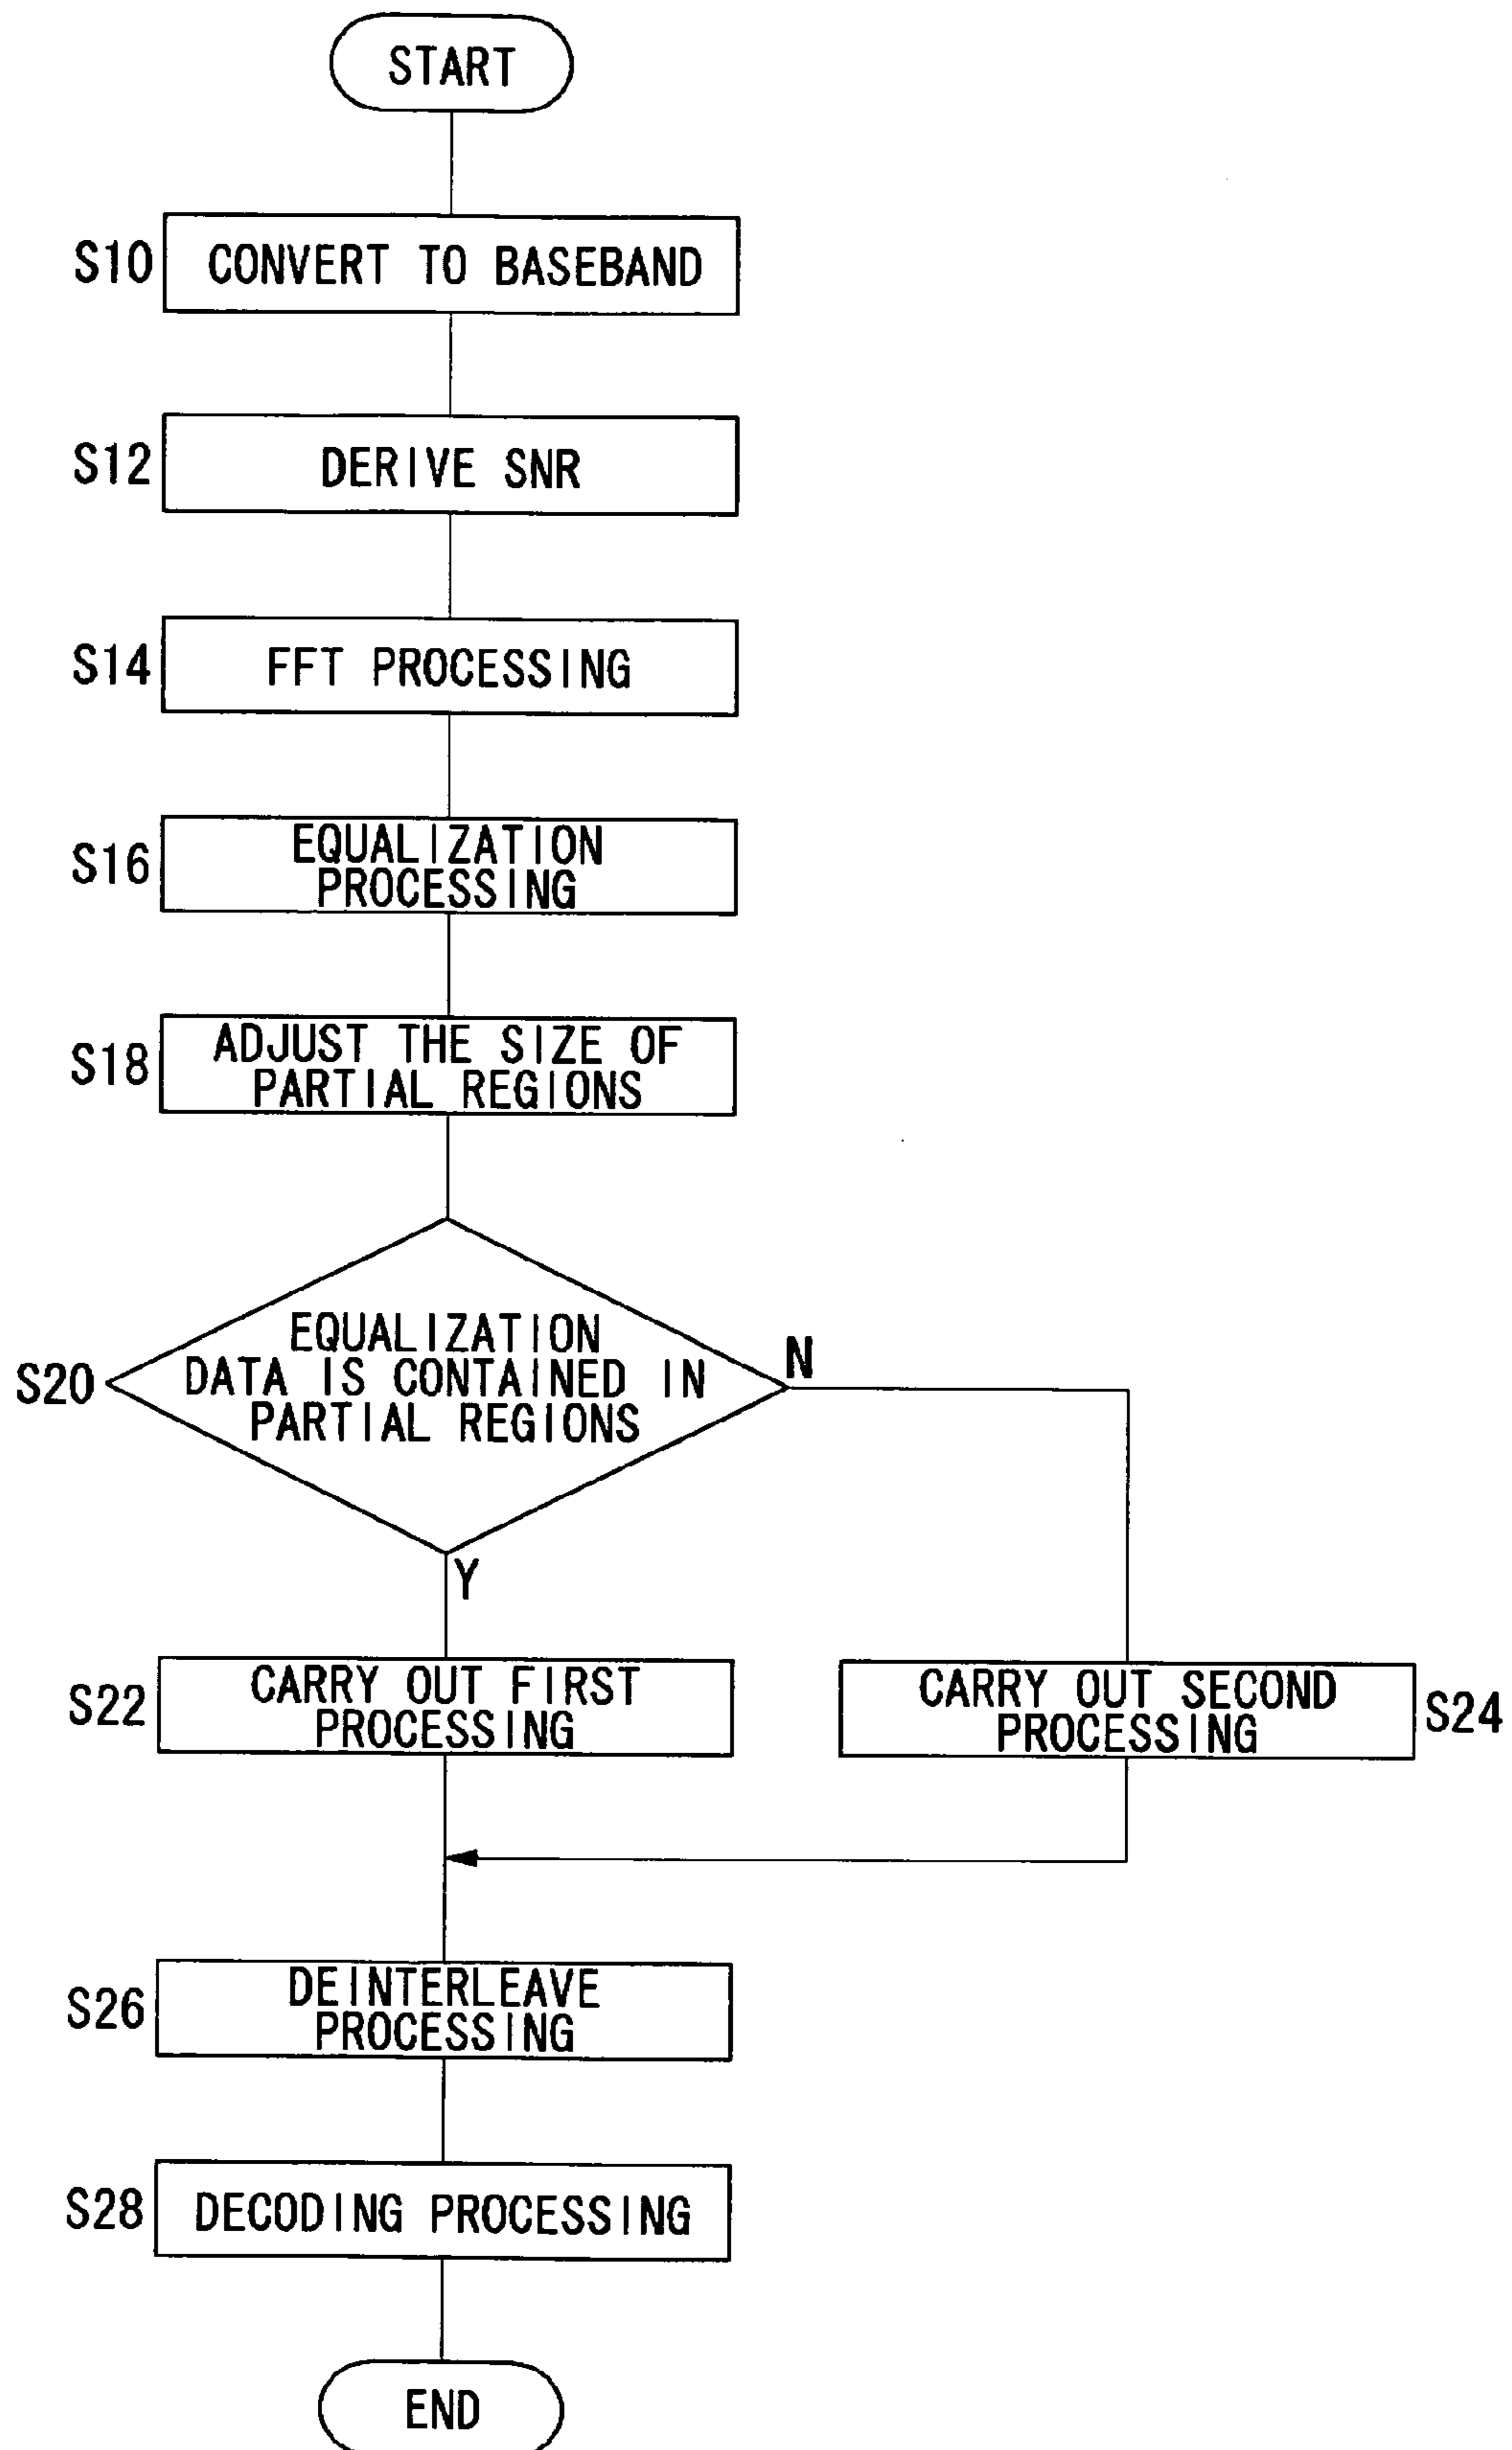 START
S10 CONVERT TO BASEBAND
S12 DERIVE SNR
S14 FFT PROCESSING
S16 EQUALIZATION
PROCESSING
S18 ADJUST THE SIZE OF
PARTIAL REGIONS
S20 EQUALIZATION
DATA IS CONTAINED IN
PARTIAL REGIONS
N
Y
S22 CARRY OUT FIRST
PROCESSING
CARRY OUT SECOND
PROCESSING S24
S26 DEINTERLEAVE
PROCESSING
S28 DECODING PROCESSING
END